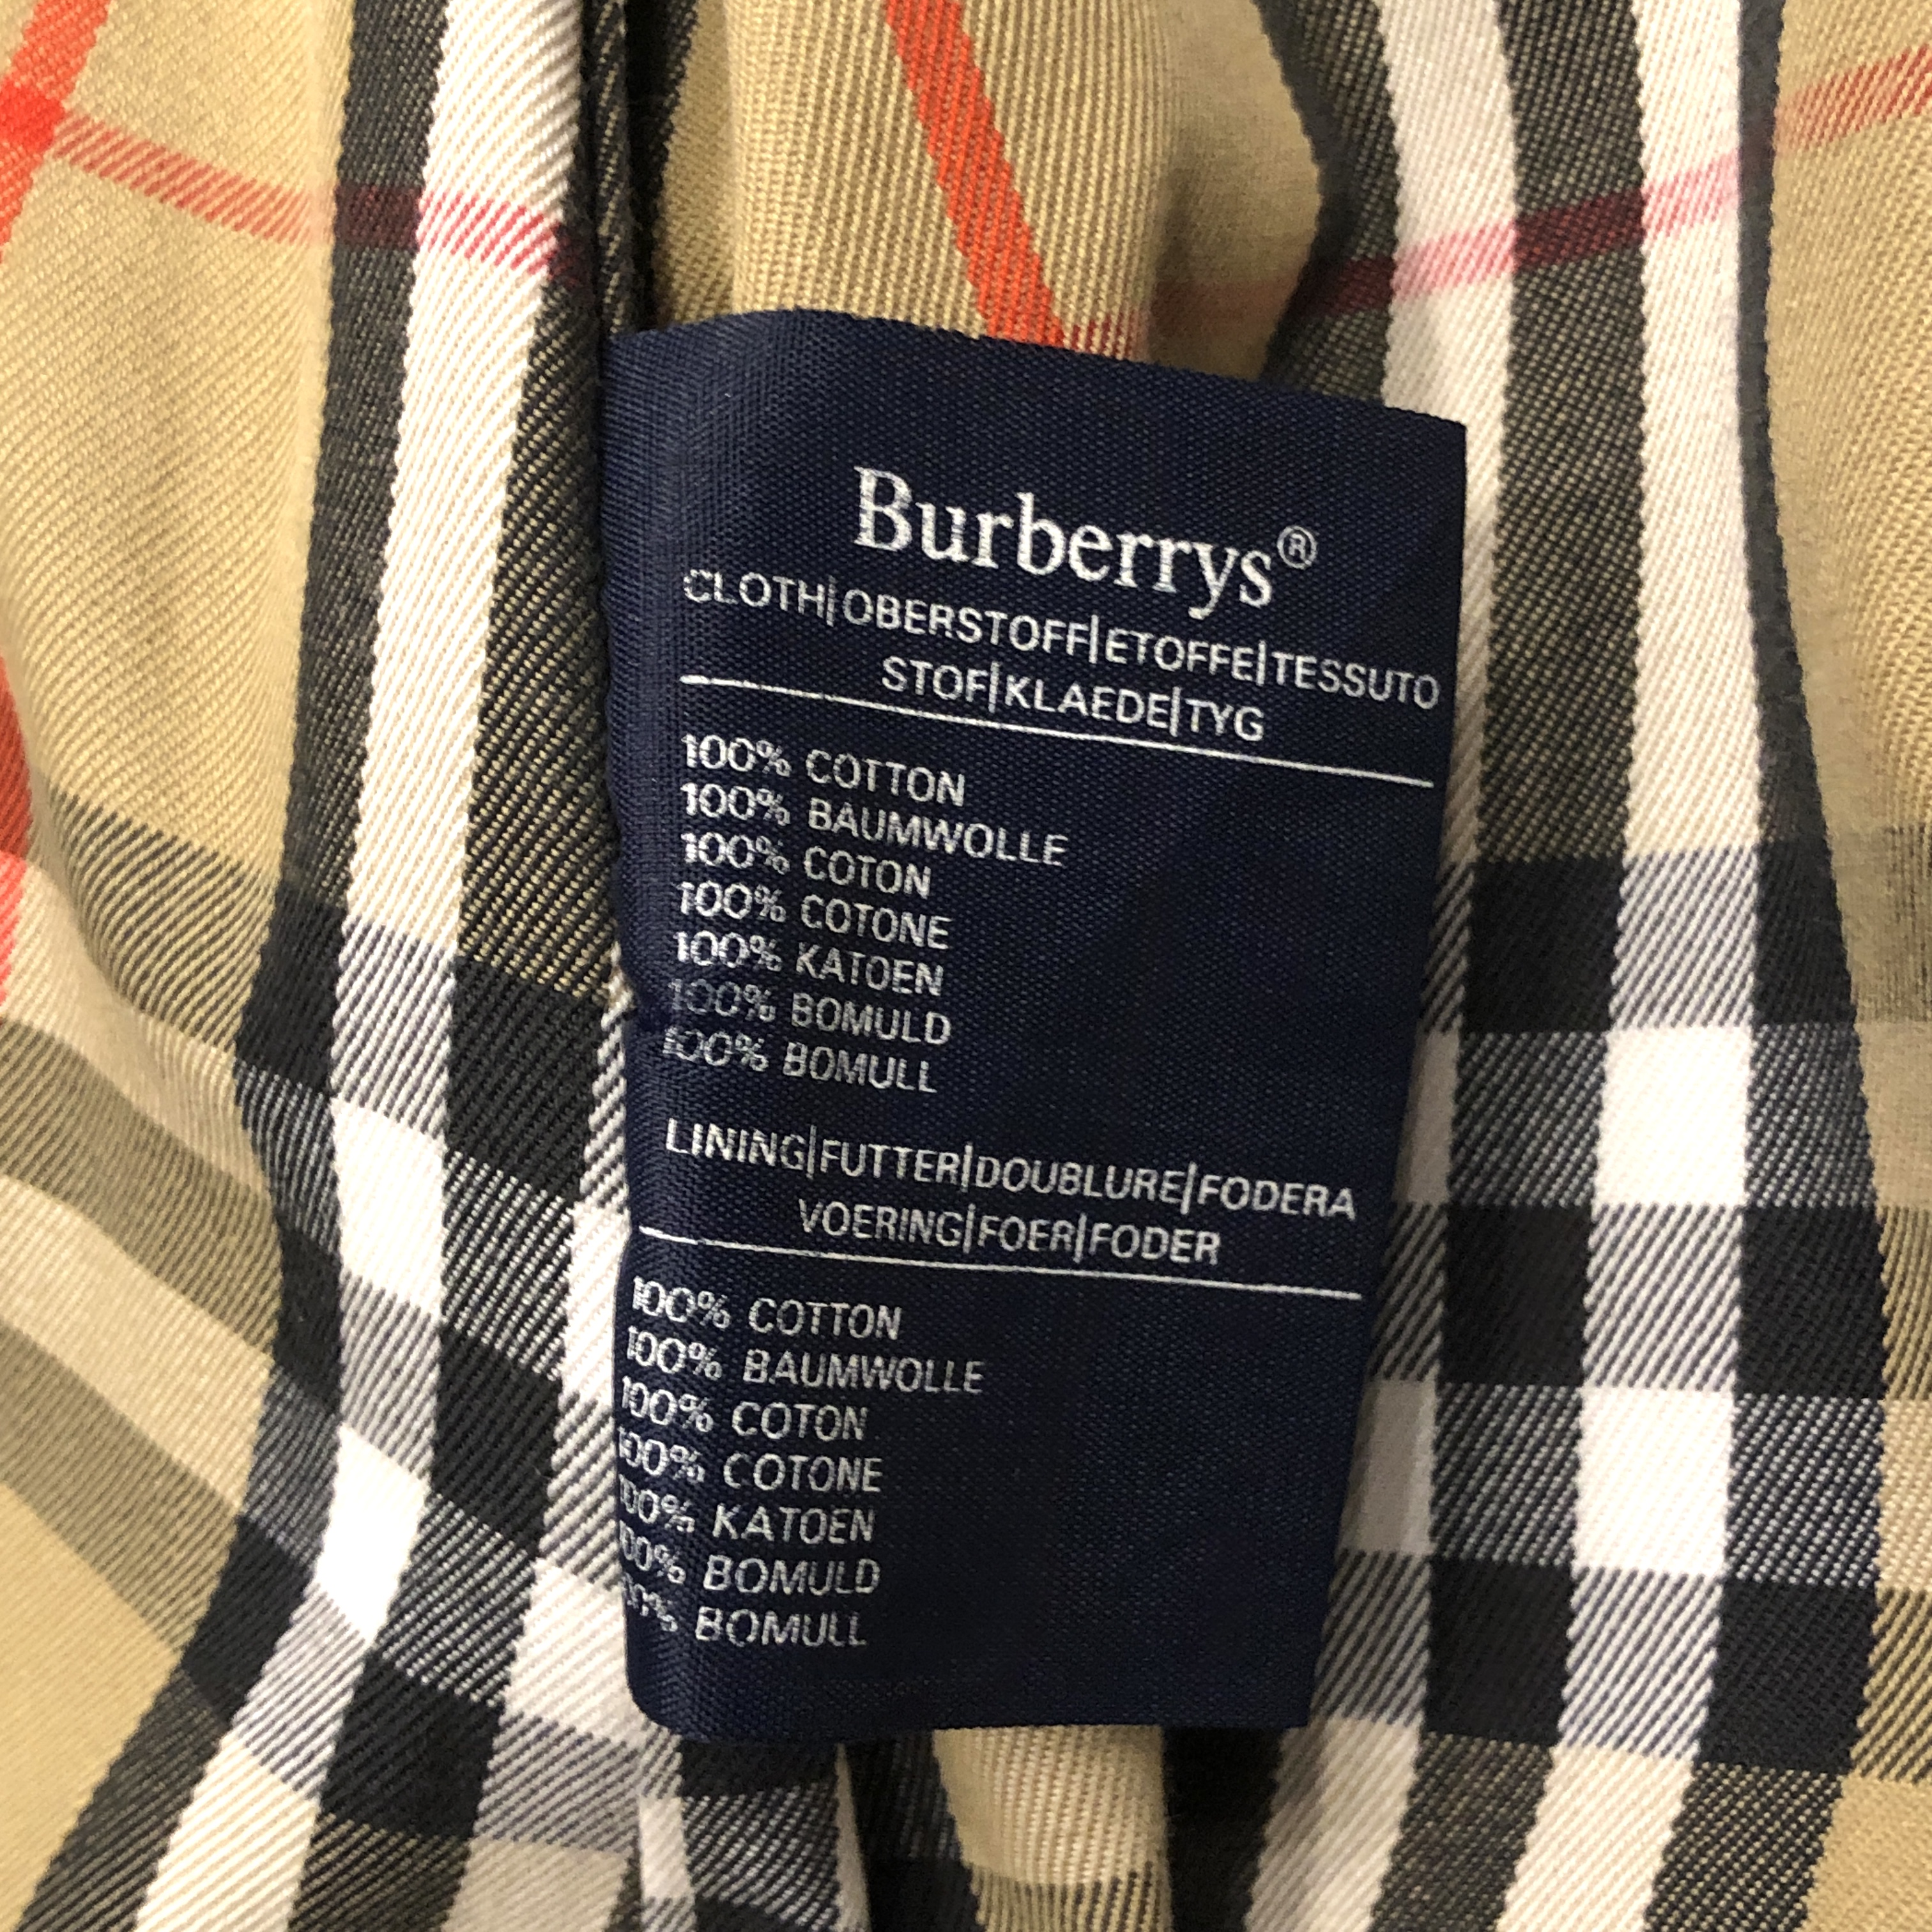 Burberrys®
CLOTH|OBERSTOFF|ETOFFE|TESSUTO
STOF|KLAEDE|TYG
100% COTTON
100% BAUMWOLLE
100% COTON
100% COTONE
100% KATOEN
100% BOMULD
100% BOMULL
LINING|FUTTER|DOUBLURE|FODERA
VOERING|FOER|FODER
100% COTTON
100% BAUMWOLLE
100% COTON
100% COTONE
100% KATOEN
100% BOMULD
100% BOMULL